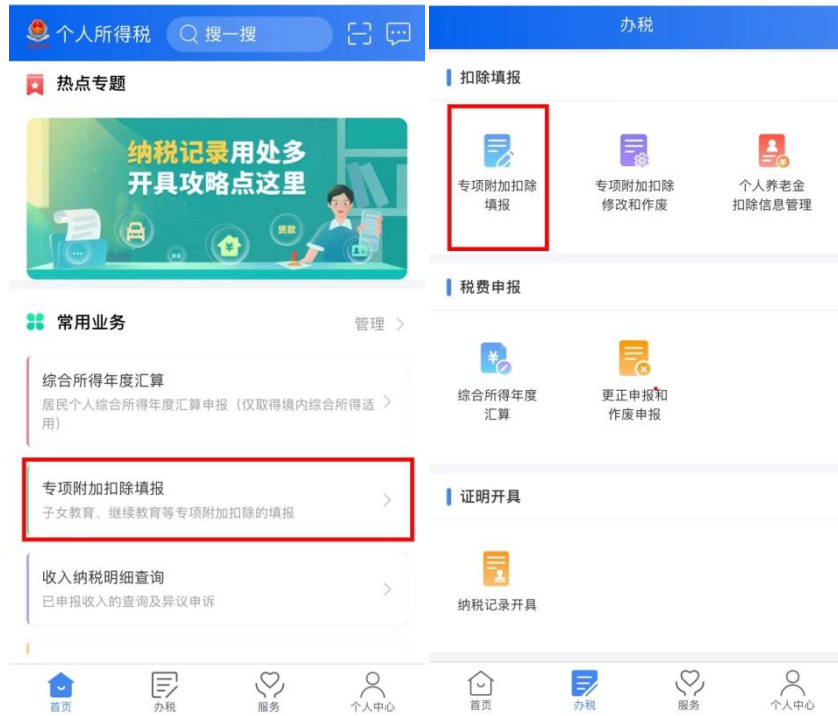 个人所得税
搜一搜
热点专题
纳税记录用处多
开具攻略点这里
贷款
常用业务
管理
综合所得年度汇算
居民个人综合所得年度汇算申报（仅取得境内综合所得适
用）
专项附加扣除填报
子女教育、继续教育等专项附加扣除的填报
收入纳税明细查询
已申报收入的查询及异议申诉
首页
办税
服务
个人中心
办税
扣除填报
专项附加扣除
填报
专项附加扣除
修改和作废
个人养老金
扣除信息管理
税费申报
综合所得年度
汇算
更正申报和
作废申报
证明开具
纳税记录开具
首页
办税
服务
个人中心